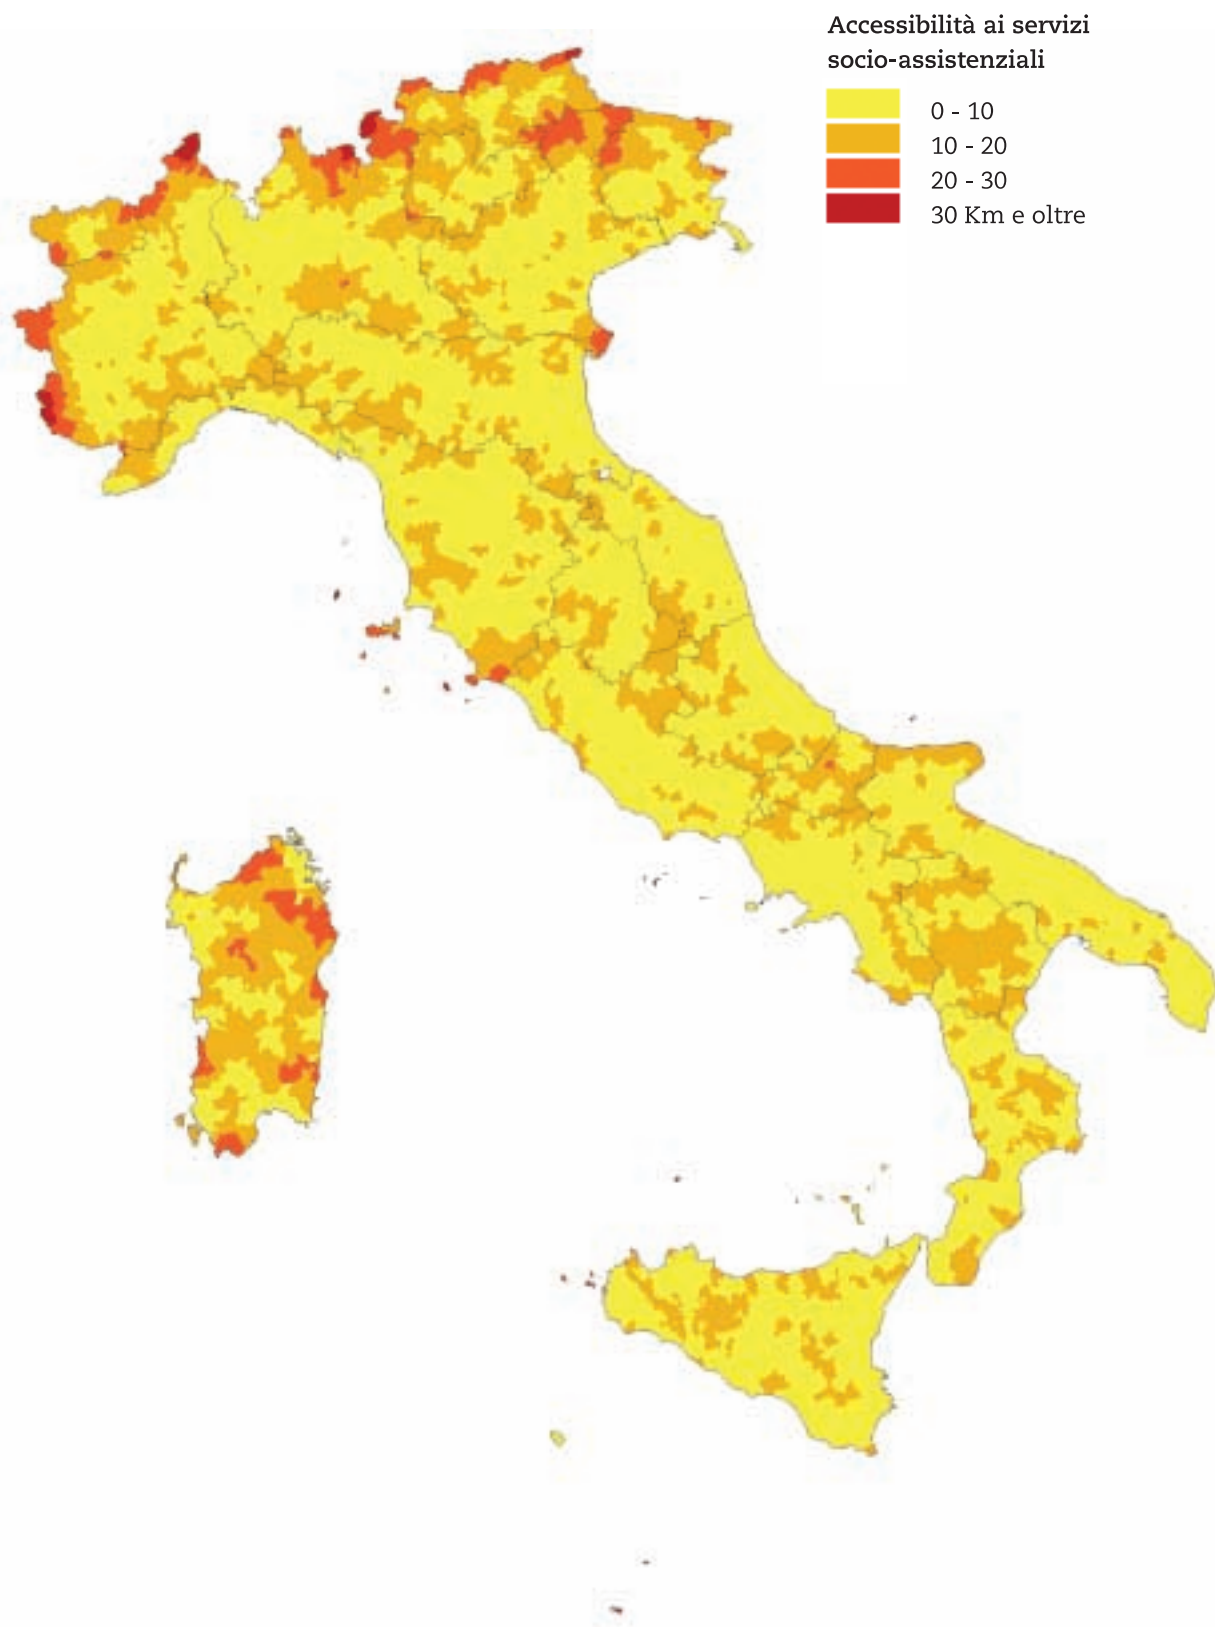 Accessibilità ai servizi
socio-assistenziali
0 - 10
10 - 20
20 - 30
30 Km e oltre